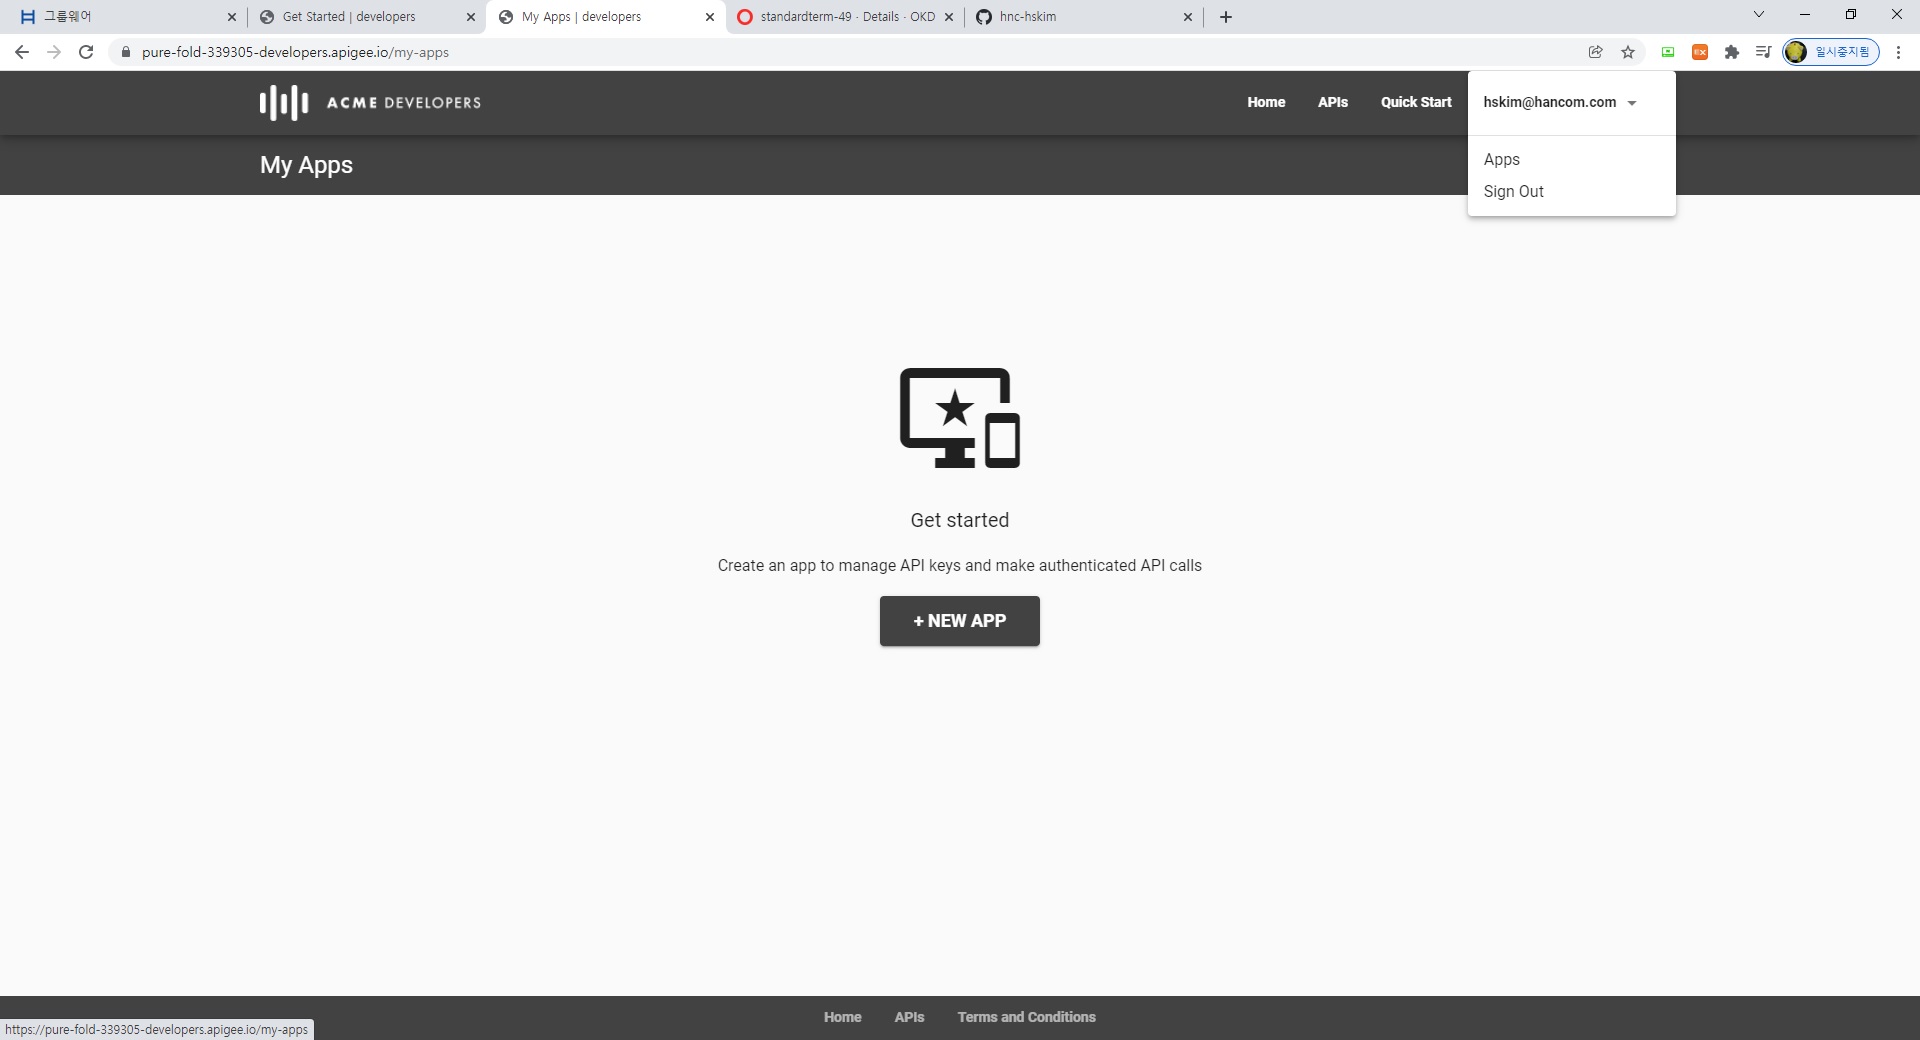 그룹웨어
Get Started | developers
My Apps | developers
standardterm-49 · Details · OKD
hnc-hskim
pure-fold-339305-developers.apigee.io/my-apps
일시중지됨
ACME DEVELOPERS
Home
APIs
Quick Start
hskim@hancom.com
My Apps
Apps
Sign Out
Get started
Create an app to manage API keys and make authenticated API calls
+ NEW APP
Home
APIs
Terms and Conditions
https://pure-fold-339305-developers.apigee.io/my-apps